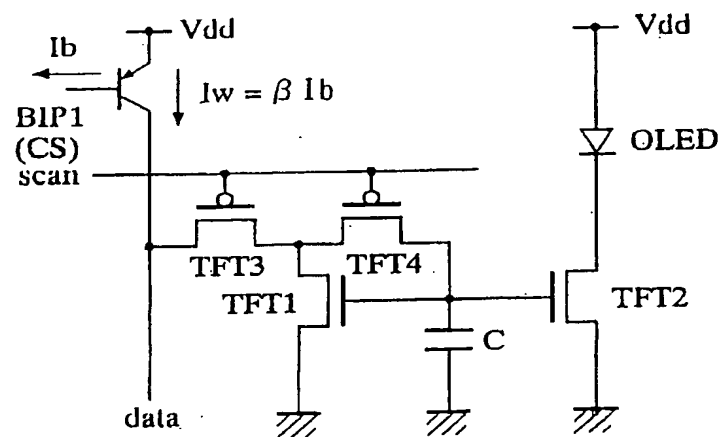 Vdd
Vdd
Ib
Iw = β Ib
BIP1
(CS)
scan
OLED
TFT3
TFT4
TFT1
TFT2
C
data